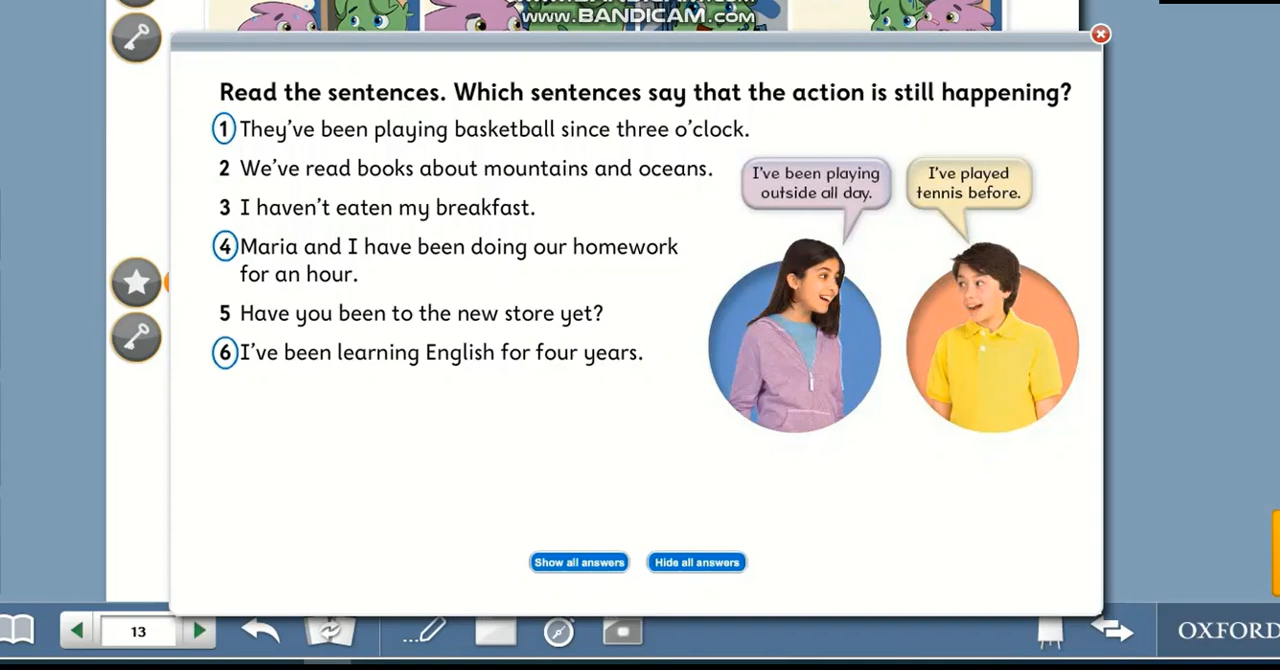 www.BANDICAM.com
Read the sentences. Which sentences say that the action is still happening?
1 They've been playing basketball since three o'clock.
2 We've read books about mountains and oceans.
3 I haven't eaten my breakfast.
4 Maria and I have been doing our homework
for an hour.
5 Have you been to the new store yet?
6 I've been learning English for four years.
I've been playing
outside all day.
I've played
tennis before.
Show all answers
Hide all answers
13
OXFORD